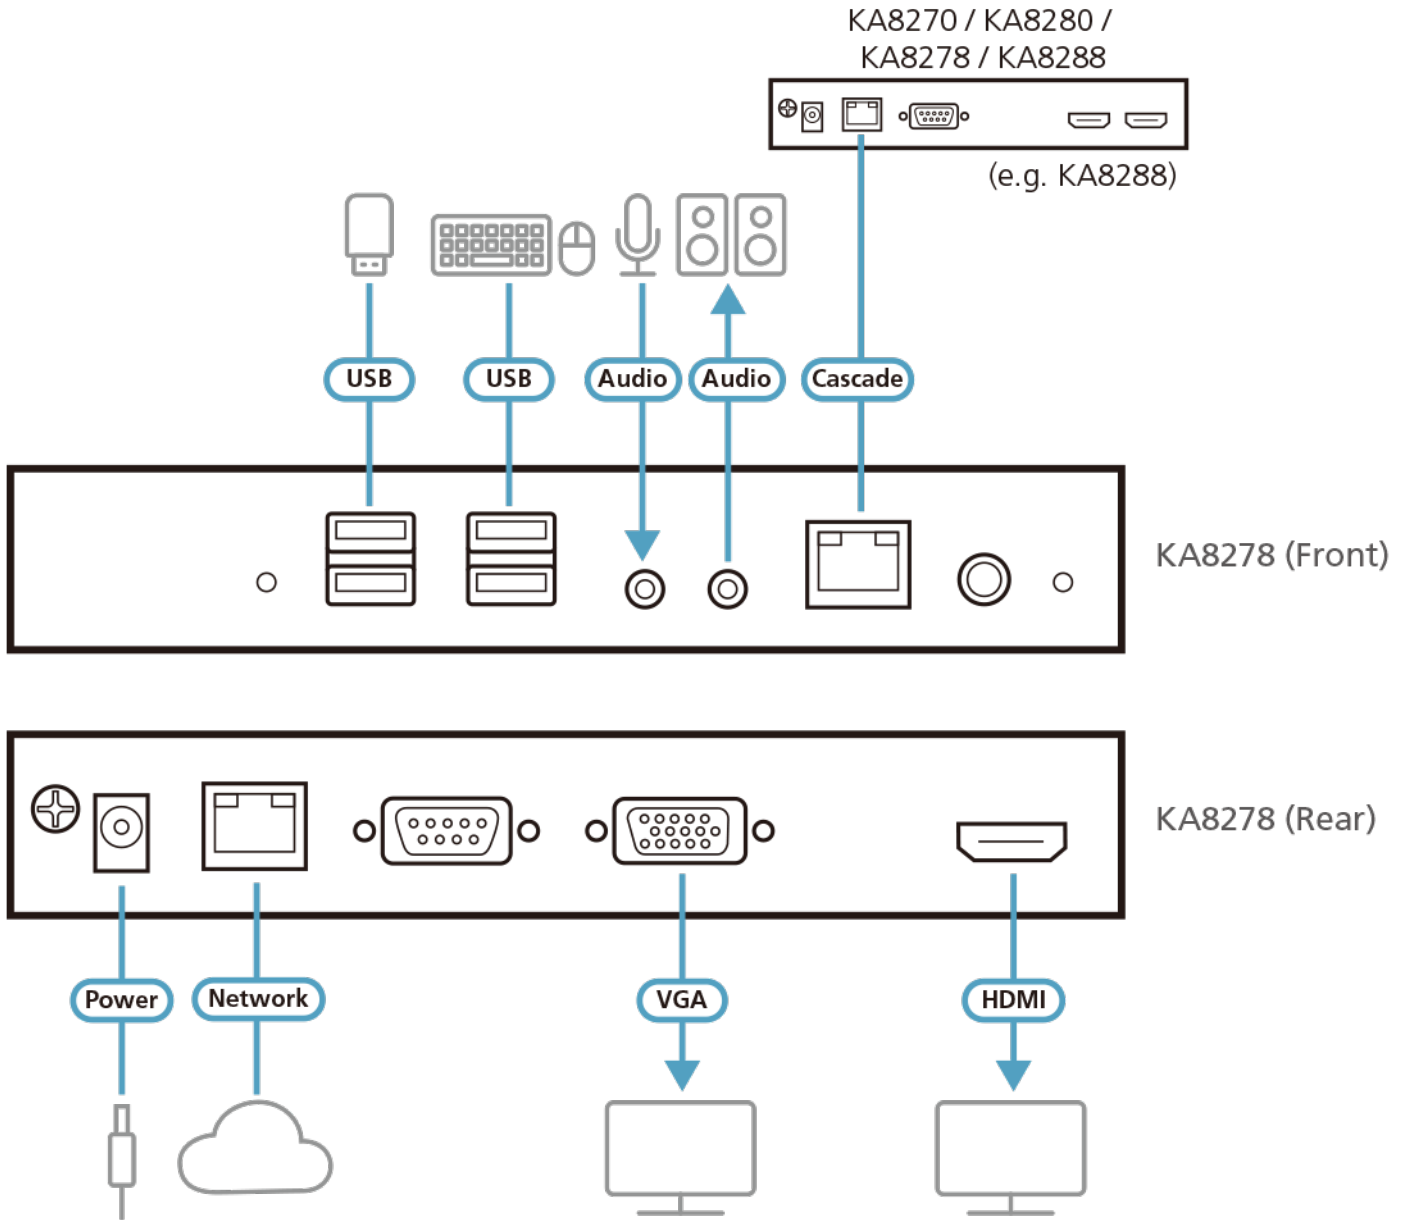 KA8270 / KA8280 /
KA8278 / KA8288
(e.g. KA8288)
USB
USB
Audio
Audio
Cascade
KA8278 (Front)
KA8278 (Rear)
Power
Network
VGA
HDMI